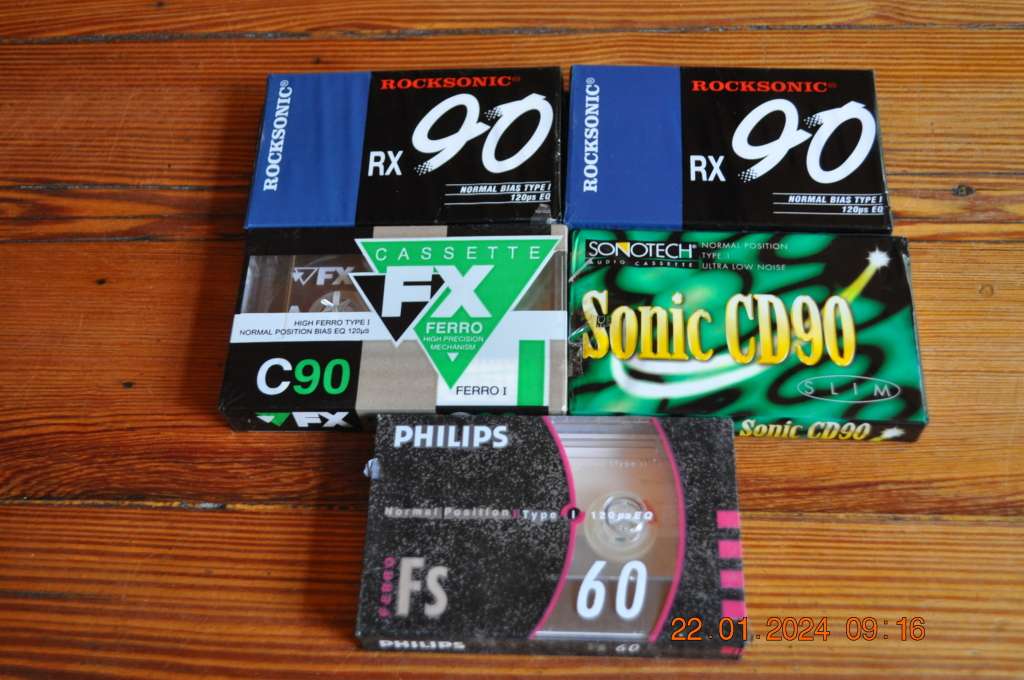 ROCKSONIC®
ROCKSONIC®
RX 90
NORMAL BIAS TYPE I
120µs EQ
ROCKSONIC®
ROCKSONIC®
RX 90
NORMAL BIAS TYPE I
120µs EQ
FX
CASSETTE
FX
FERRO
HIGH PRECISION
MECHANISM
HIGH FERRO TYPE I
NORMAL POSITION BIAS EQ 120µs
C90
FERRO I
FX
SONOTECH®
AUDIO CASSETTE
NORMAL POSITION
TYPE I
ULTRA LOW NOISE
Sonic CD90
SLIM
Sonic CD90
PHILIPS
Normal Position Type I 120µs EQ
FERRO
FS
60
PHILIPS
FS 60
22.01.2024 09:16